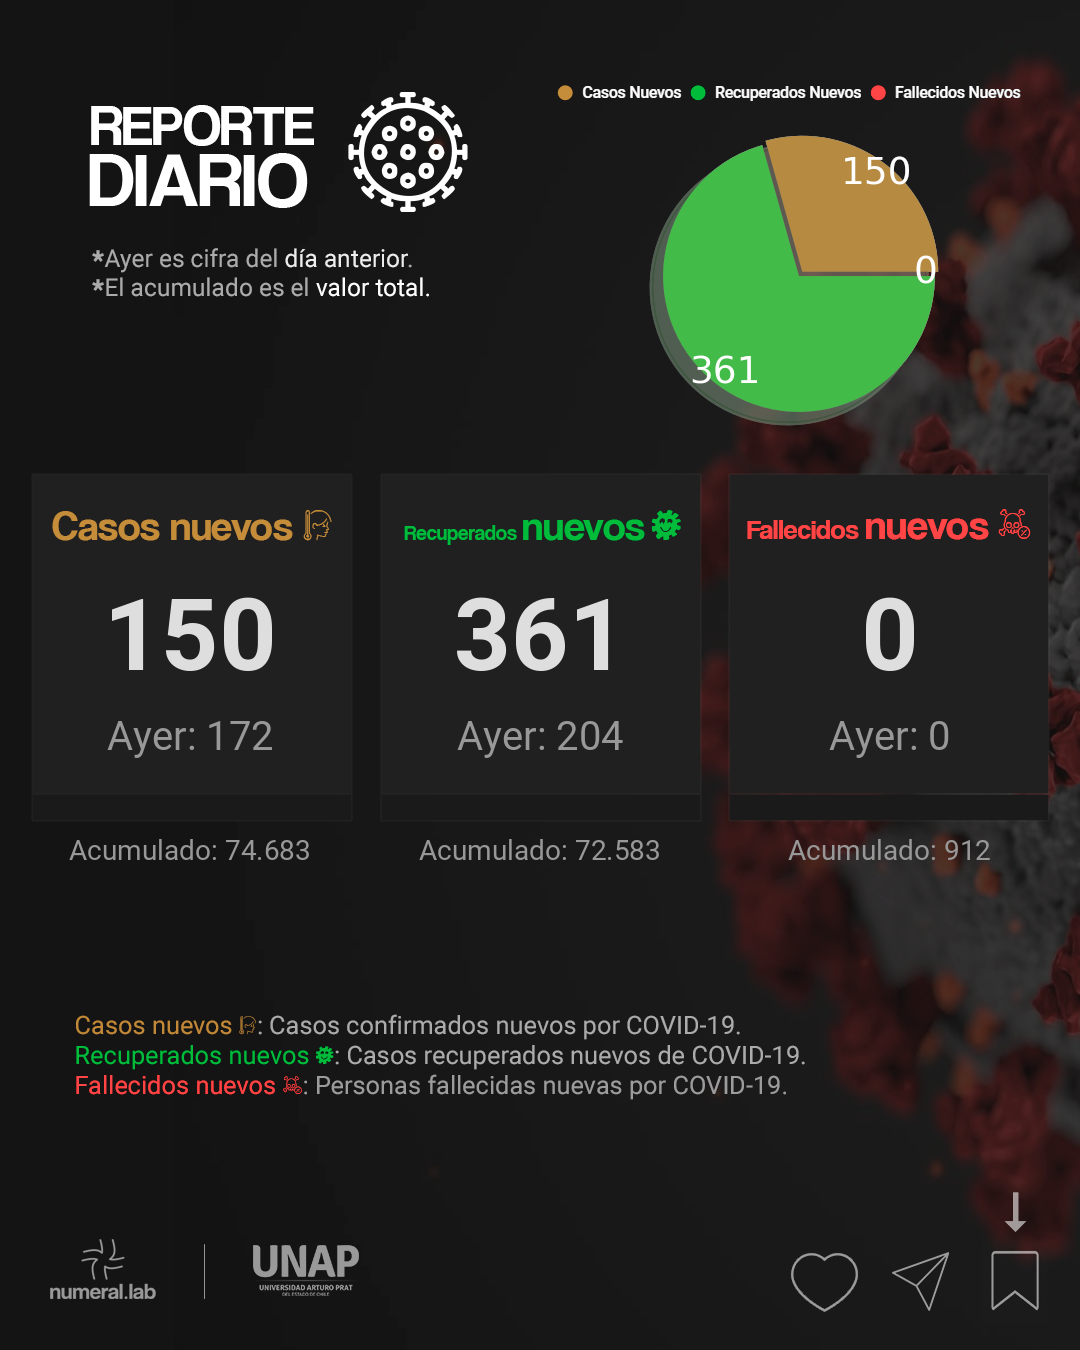 REPORTE
DIARIO
*Ayer es cifra del día anterior.
*El acumulado es el valor total.
Casos Nuevos Recuperados Nuevos Fallecidos Nuevos
150
0
361
Casos nuevos
150
Ayer: 172
Acumulado: 74.683
Recuperados nuevos
361
Ayer: 204
Acumulado: 72.583
Fallecidos nuevos
0
Ayer: 0
Acumulado: 912
Casos nuevos : Casos confirmados nuevos por COVID-19.
Recuperados nuevos : Casos recuperados nuevos de COVID-19.
Fallecidos nuevos : Personas fallecidas nuevas por COVID-19.
numeral.lab
UNAP
UNIVERSIDAD ARTURO PRAT
DEL ESTADO DE CHILE